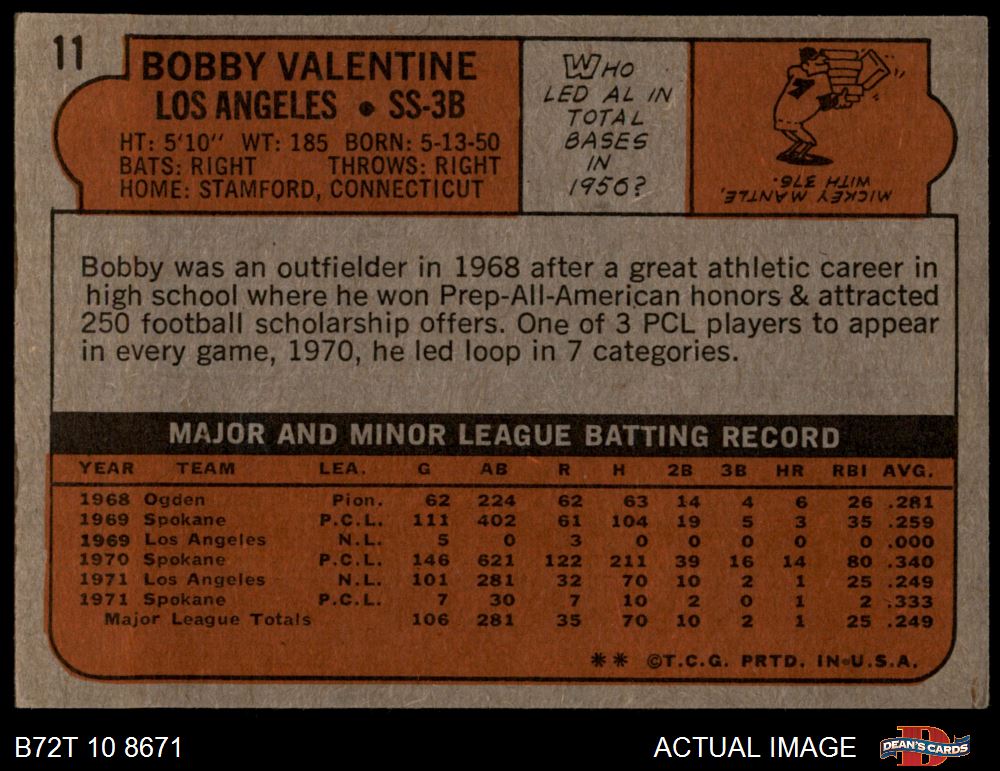 11
BOBBY VALENTINE
LOS ANGELES • SS-3B
HT: 5'10" WT: 185 BORN: 5-13-50
BATS: RIGHT THROWS: RIGHT
HOME: STAMFORD, CONNECTICUT
WHO
LED AL IN
TOTAL
BASES
IN
1956?
MICKEY MANTLE,
WITH 376.
Bobby was an outfielder in 1968 after a great athletic career in
high school where he won Prep-All-American honors & attracted
250 football scholarship offers. One of 3 PCL players to appear
in every game, 1970, he led loop in 7 categories.
MAJOR AND MINOR LEAGUE BATTING RECORD
YEAR TEAM LEA. G AB R H 2B 3B HR RBI AVG.
1968 Ogden Pion. 62 224 62 63 14 4 6 26 .281
1969 Spokane P.C.L. 111 402 61 104 19 5 3 35 .259
1969 Los Angeles N.L. 5 0 3 0 0 0 0 0 .000
1970 Spokane P.C.L. 146 621 122 211 39 16 14 80 .340
1971 Los Angeles N.L. 101 281 32 70 10 2 1 25 .249
1971 Spokane P.C.L. 7 30 7 10 2 0 1 2 .333
Major League Totals 106 281 35 70 10 2 1 25 .249
** ©T.C.G. PRTD. IN U.S.A.
B72T 10 8671
ACTUAL IMAGE
D
DEAN'S CARDS